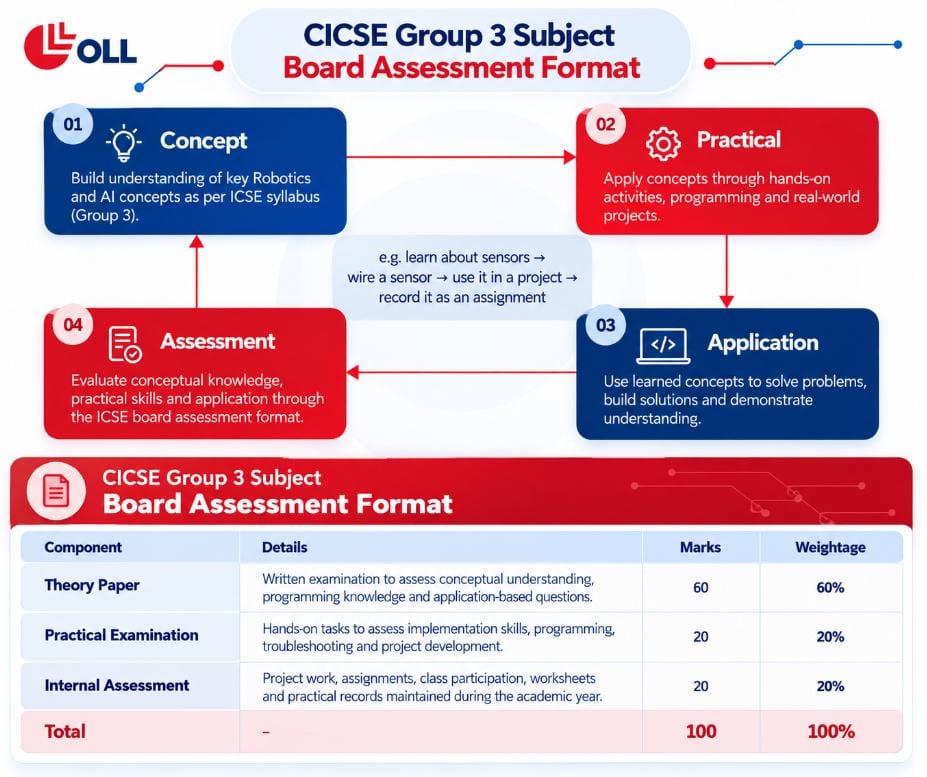 OLL
CICSE Group 3 Subject
Board Assessment Format
01
Concept
Build understanding of key Robotics
and AI concepts as per ICSE syllabus
(Group 3).
02
Practical
Apply concepts through hands-on
activities, programming and real-world
projects.
e.g. learn about sensors →
wire a sensor → use it in a project →
record it as an assignment
04
Assessment
Evaluate conceptual knowledge,
practical skills and application through
the ICSE board assessment format.
03
</>
Application
Use learned concepts to solve problems,
build solutions and demonstrate
understanding.
CICSE Group 3 Subject
Board Assessment Format
Component Details Marks Weightage
Theory Paper
Written examination to assess conceptual understanding,
programming knowledge and application-based questions.
60 60%
Practical Examination
Hands-on tasks to assess implementation skills, programming,
troubleshooting and project development.
20 20%
Internal Assessment
Project work, assignments, class participation, worksheets
and practical records maintained during the academic year.
20 20%
Total – 100 100%